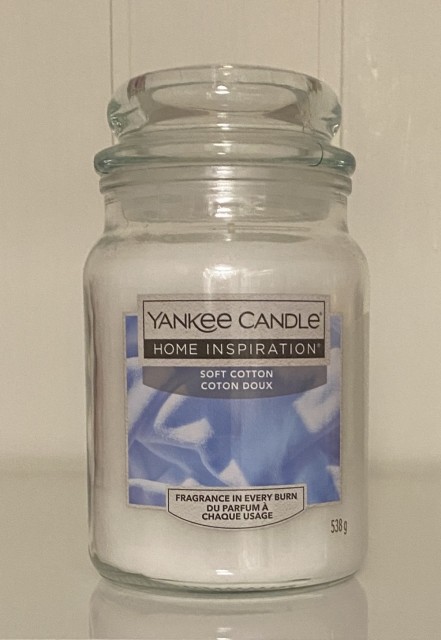 YANKEE CANDLE®
HOME INSPIRATION®
SOFT COTTON
COTON DOUX
FRAGRANCE IN EVERY BURN
DU PARFUM À
CHAQUE USAGE
538 g